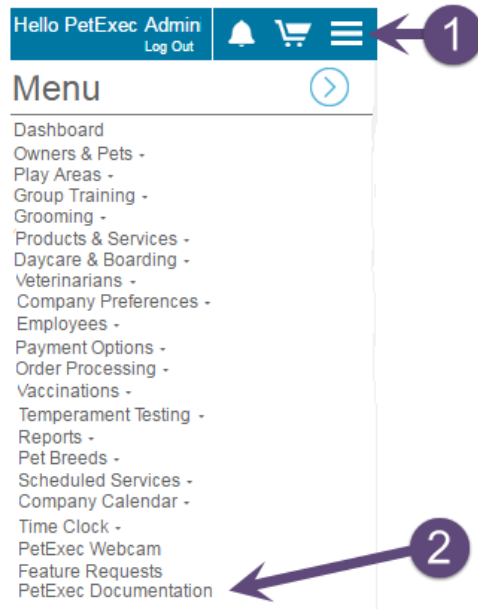 Hello PetExec Admin
Log Out
1
Menu
Dashboard
Owners & Pets -
Play Areas -
Group Training -
Grooming -
Products & Services -
Daycare & Boarding -
Veterinarians -
Company Preferences -
Employees -
Payment Options -
Order Processing -
Vaccinations -
Temperament Testing -
Reports -
Pet Breeds -
Scheduled Services -
Company Calendar -
Time Clock -
PetExec Webcam
2
Feature Requests
PetExec Documentation